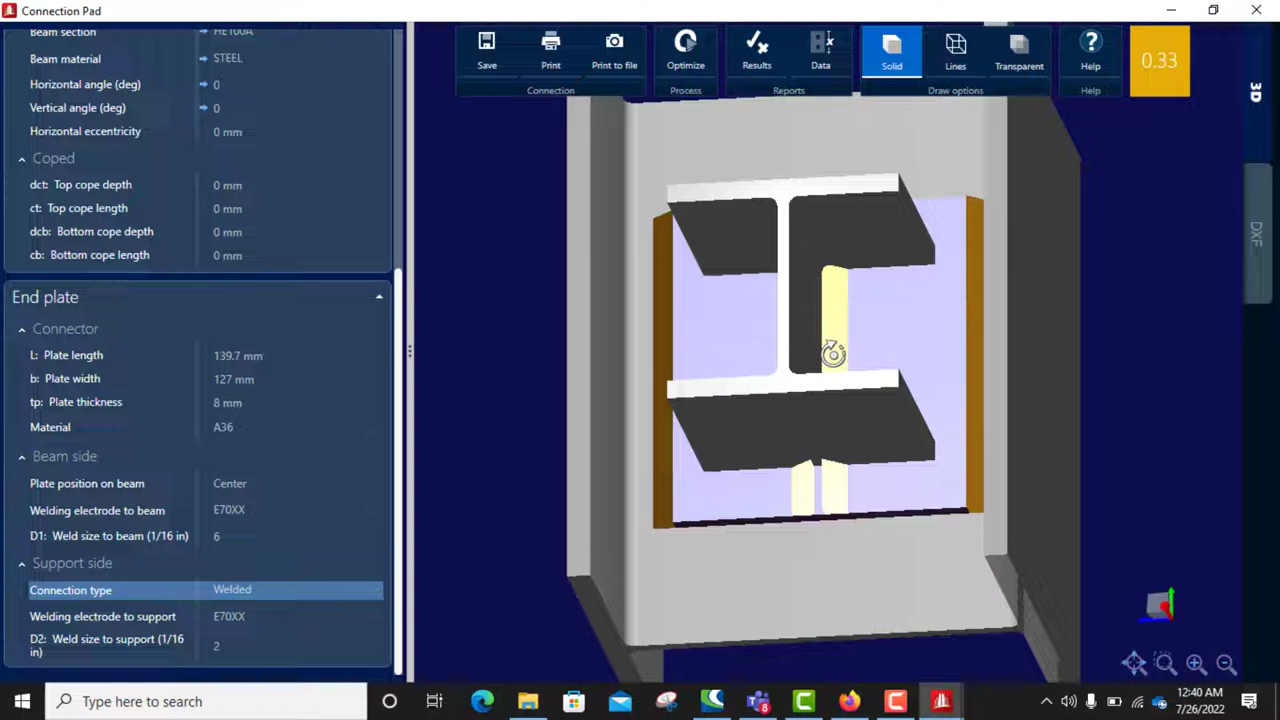 Connection Pad
Beam section HE100A
Beam material STEEL
Horizontal angle (deg) 0
Vertical angle (deg) 0
Horizontal eccentricity 0 mm
Coped
dct: Top cope depth 0 mm
ct: Top cope length 0 mm
dcb: Bottom cope depth 0 mm
cb: Bottom cope length 0 mm
End plate
Connector
L: Plate length 139.7 mm
b: Plate width 127 mm
tp: Plate thickness 8 mm
Material A36
Beam side
Plate position on beam Center
Welding electrode to beam E70XX
D1: Weld size to beam (1/16 in) 6
Support side
Connection type Welded
Welding electrode to support E70XX
D2: Weld size to support (1/16
in) 2
Save Print Print to file Optimize Results Data Solid Lines Transparent Help
Connection Process Reports Draw options Help
0.33
3D
DXF
Type here to search
8
12:40 AM
7/26/2022